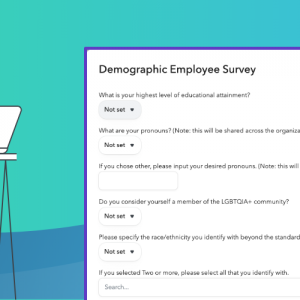 Demographic Employee Survey
What is your highest level of educational attainment?
Not set
What are your pronouns? (Note: this will be shared across the organiza
Not set
If you chose other, please input your desired pronouns. (Note: this will
Do you consider yourself a member of the LGBTQIA+ community?
Not set
Please specify the race/ethnicity you identify with beyond the standard
Not set
If you selected Two or more, please select all that you identify with.
Search...